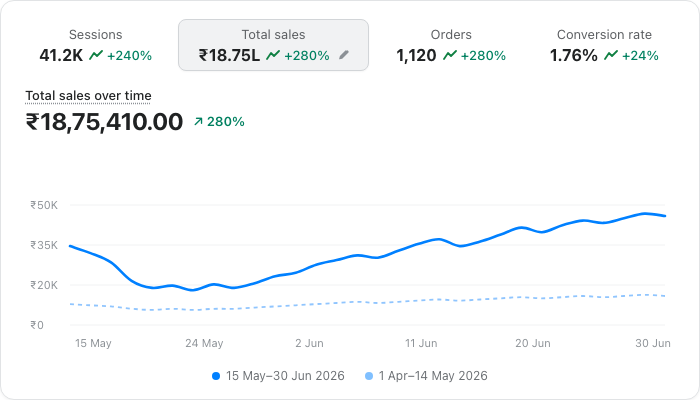 Sessions
41.2K +240%
Total sales
₹18.75L +280%
Orders
1,120 +280%
Conversion rate
1.76% +24%
Total sales over time
₹18,75,410.00 ↗ 280%
₹50K
₹35K
₹20K
₹0
15 May 24 May 2 Jun 11 Jun 20 Jun 30 Jun
15 May–30 Jun 2026 1 Apr–14 May 2026